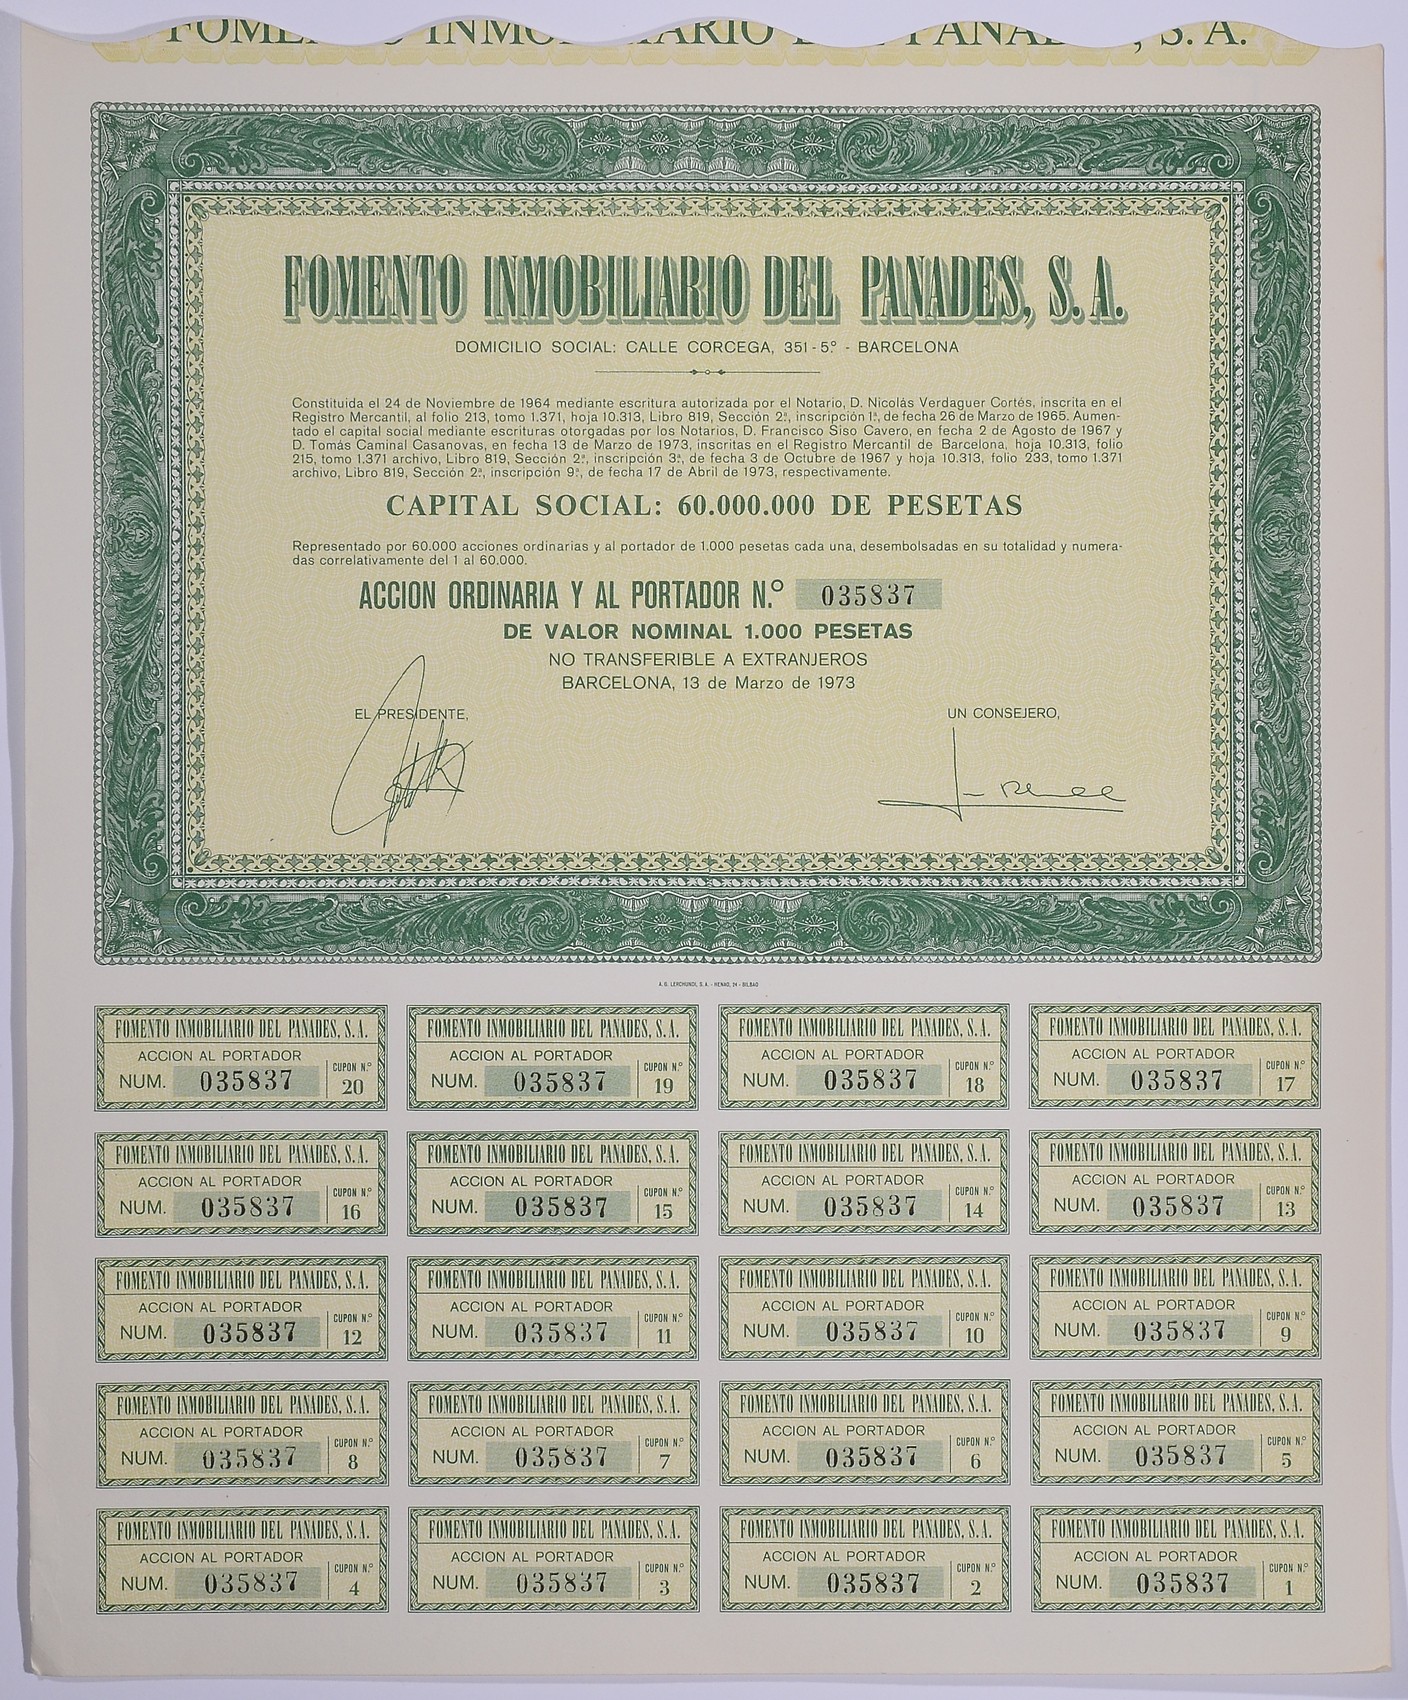 FOMENTO INMOBILIARIO DEL PANADES, S. A.
FOMENTO INMOBILIARIO DEL PANADES, S. A.
DOMICILIO SOCIAL: CALLE CORCEGA, 351 - 5.º - BARCELONA
Constituida el 24 de Noviembre de 1964 mediante escritura autorizada por el Notario, D. Nicolás Verdaguer Cortés, inscrita en el
Registro Mercantil, al folio 213, tomo 1.371, hoja 10.313, Libro 819, Sección 2ª, inscripción 1ª, de fecha 26 de Marzo de 1965. Aumen-
tado el capital social mediante escrituras otorgadas por los Notarios, D. Francisco Siso Cavero, en fecha 2 de Agosto de 1967 y
D. Tomás Caminal Casanovas, en fecha 13 de Marzo de 1973, inscritas en el Registro Mercantil de Barcelona, hoja 10.313, folio
215, tomo 1.371 archivo, Libro 819, Sección 2ª, inscripción 3ª, de fecha 3 de Octubre de 1967 y hoja 10.313, folio 233, tomo 1.371
archivo, Libro 819, Sección 2ª, inscripción 9ª, de fecha 17 de Abril de 1973, respectivamente.
CAPITAL SOCIAL: 60.000.000 DE PESETAS
Representado por 60.000 acciones ordinarias y al portador de 1.000 pesetas cada una, desembolsadas en su totalidad y numera-
das correlativamente del 1 al 60.000.
ACCION ORDINARIA Y AL PORTADOR N.º 035837
DE VALOR NOMINAL 1.000 PESETAS
NO TRANSFERIBLE A EXTRANJEROS
BARCELONA, 13 de Marzo de 1973
EL PRESIDENTE, UN CONSEJERO,
A. G. LERCHUNDI, S. A. - HENAO, 24 - BILBAO
FOMENTO INMOBILIARIO DEL PANADES, S. A.
ACCION AL PORTADOR
NUM. 035837 CUPON N.º 20
FOMENTO INMOBILIARIO DEL PANADES, S. A.
ACCION AL PORTADOR
NUM. 035837 CUPON N.º 19
FOMENTO INMOBILIARIO DEL PANADES, S. A.
ACCION AL PORTADOR
NUM. 035837 CUPON N.º 18
FOMENTO INMOBILIARIO DEL PANADES, S. A.
ACCION AL PORTADOR
NUM. 035837 CUPON N.º 17
FOMENTO INMOBILIARIO DEL PANADES, S. A.
ACCION AL PORTADOR
NUM. 035837 CUPON N.º 16
FOMENTO INMOBILIARIO DEL PANADES, S. A.
ACCION AL PORTADOR
NUM. 035837 CUPON N.º 15
FOMENTO INMOBILIARIO DEL PANADES, S. A.
ACCION AL PORTADOR
NUM. 035837 CUPON N.º 14
FOMENTO INMOBILIARIO DEL PANADES, S. A.
ACCION AL PORTADOR
NUM. 035837 CUPON N.º 13
FOMENTO INMOBILIARIO DEL PANADES, S. A.
ACCION AL PORTADOR
NUM. 035837 CUPON N.º 12
FOMENTO INMOBILIARIO DEL PANADES, S. A.
ACCION AL PORTADOR
NUM. 035837 CUPON N.º 11
FOMENTO INMOBILIARIO DEL PANADES, S. A.
ACCION AL PORTADOR
NUM. 035837 CUPON N.º 10
FOMENTO INMOBILIARIO DEL PANADES, S. A.
ACCION AL PORTADOR
NUM. 035837 CUPON N.º 9
FOMENTO INMOBILIARIO DEL PANADES, S. A.
ACCION AL PORTADOR
NUM. 035837 CUPON N.º 8
FOMENTO INMOBILIARIO DEL PANADES, S. A.
ACCION AL PORTADOR
NUM. 035837 CUPON N.º 7
FOMENTO INMOBILIARIO DEL PANADES, S. A.
ACCION AL PORTADOR
NUM. 035837 CUPON N.º 6
FOMENTO INMOBILIARIO DEL PANADES, S. A.
ACCION AL PORTADOR
NUM. 035837 CUPON N.º 5
FOMENTO INMOBILIARIO DEL PANADES, S. A.
ACCION AL PORTADOR
NUM. 035837 CUPON N.º 4
FOMENTO INMOBILIARIO DEL PANADES, S. A.
ACCION AL PORTADOR
NUM. 035837 CUPON N.º 3
FOMENTO INMOBILIARIO DEL PANADES, S. A.
ACCION AL PORTADOR
NUM. 035837 CUPON N.º 2
FOMENTO INMOBILIARIO DEL PANADES, S. A.
ACCION AL PORTADOR
NUM. 035837 CUPON N.º 1